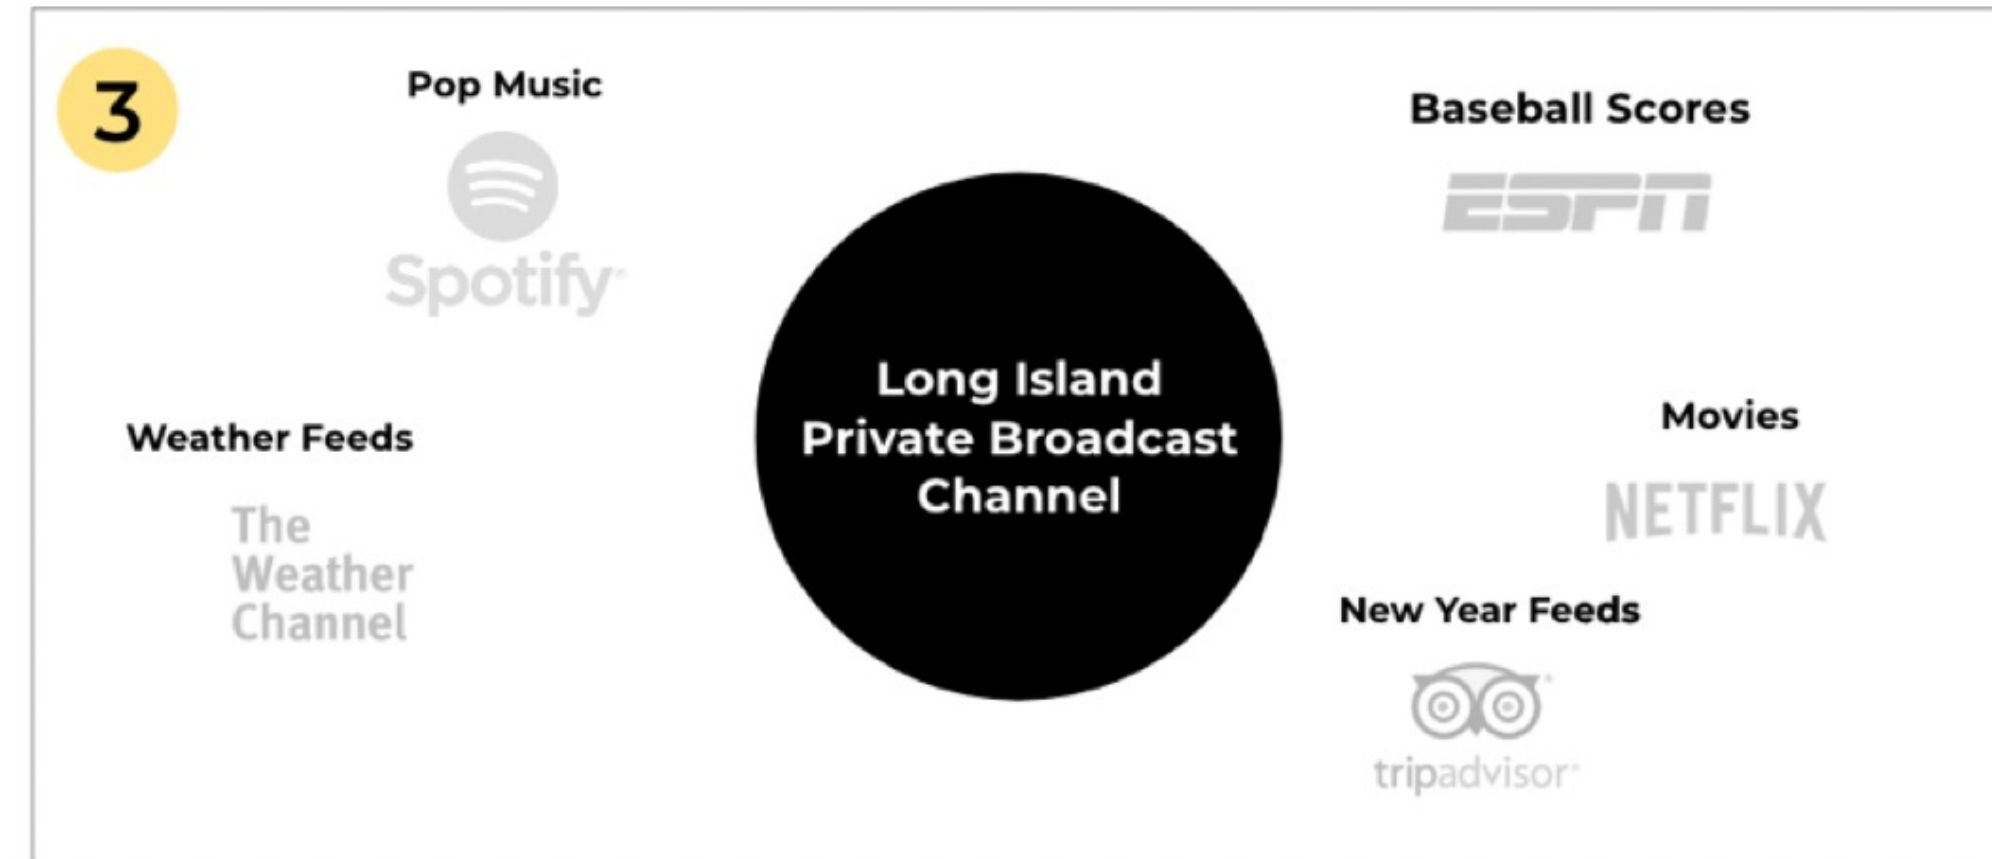 3
Pop Music
Spotify
Baseball Scores
ESPN
Long Island
Private Broadcast
Channel
Weather Feeds
The
Weather
Channel
Movies
NETFLIX
New Year Feeds
tripadvisor